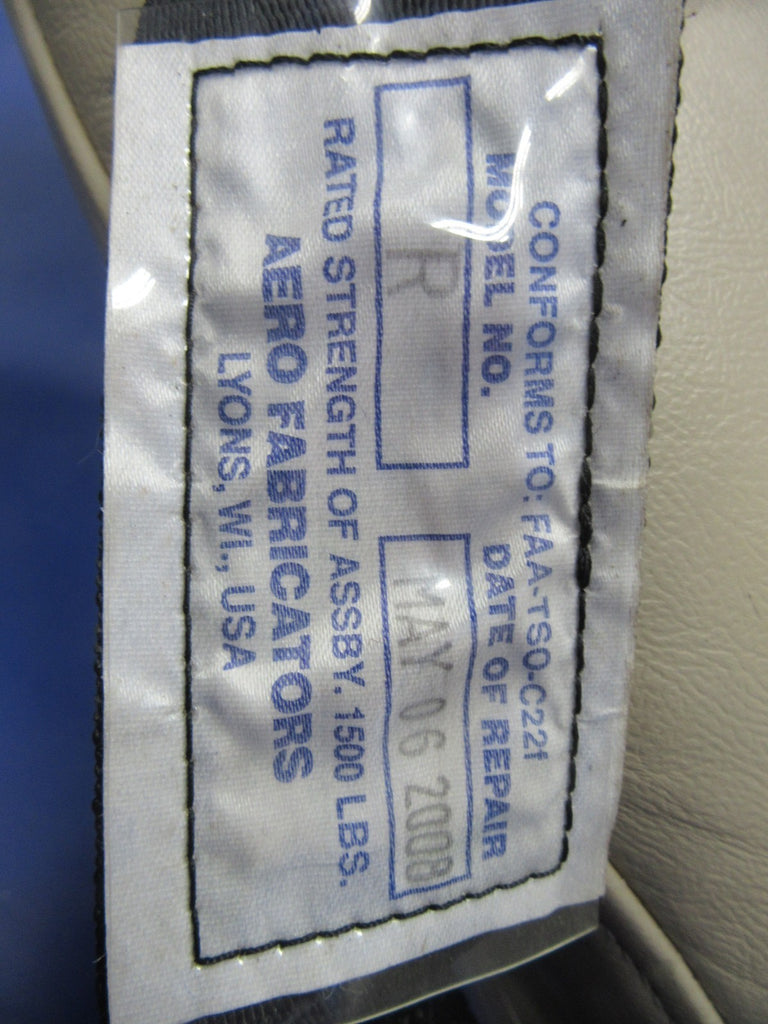 CONFORMS TO: FAA-TSO-C22f
MODEL NO. DATE OF REPAIR
R MAY 06 2008
RATED STRENGTH OF ASSBY. 1500 LBS.
AERO FABRICATORS
LYONS, WI., USA